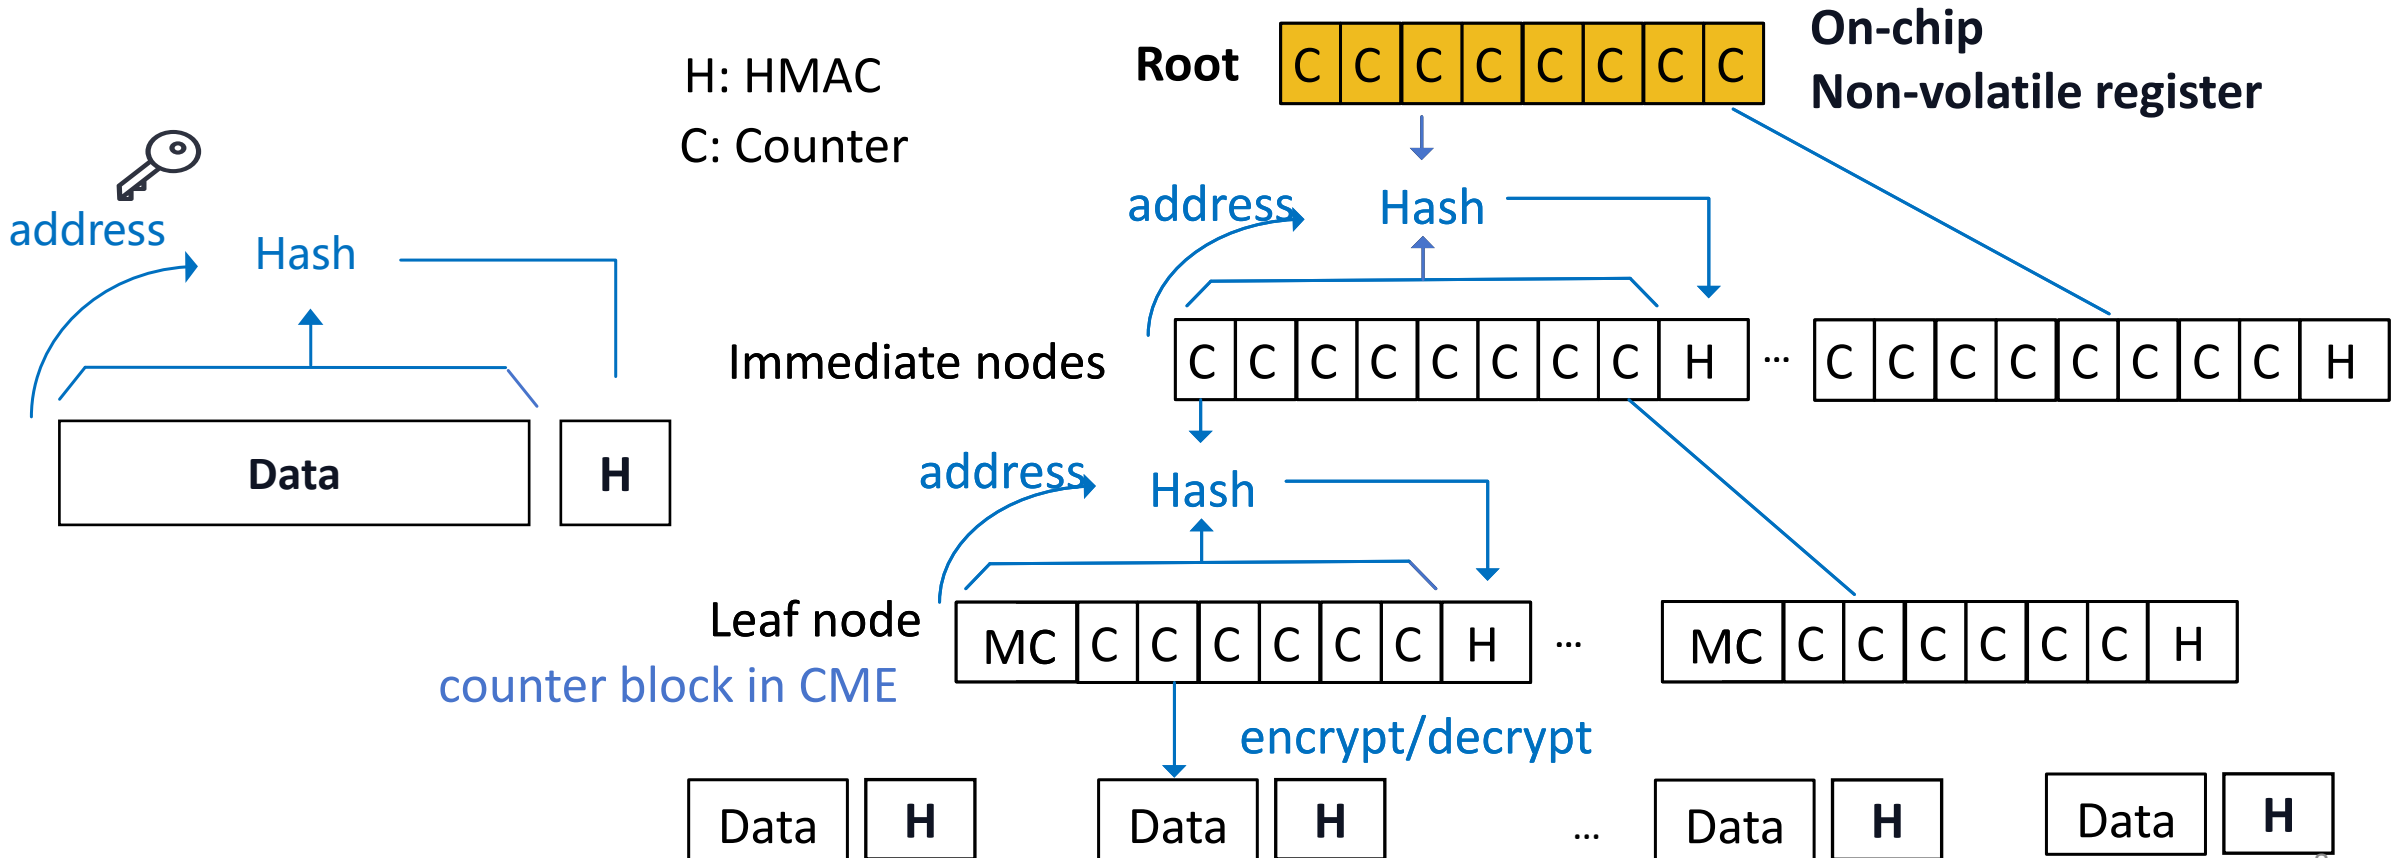 On-chip
Root C C C C C C C C
H: HMAC
Non-volatile register
C: Counter
address Hash
address Hash
Immediate nodes C C C C C C C C H ... C C C C C C C C H
Data H
address Hash
Leaf node MC C C C C C C H ... MC C C C C C C H
counter block in CME
encrypt/decrypt
Data H Data H ... Data H Data H